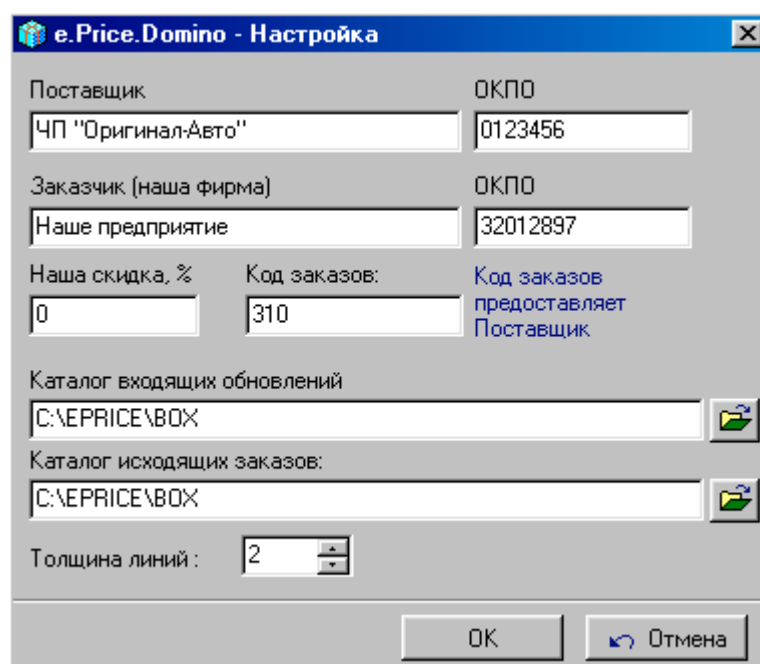 e.Price.Domino - Настройка
Поставщик ОКПО
ЧП "Оригинал-Авто" 0123456
Заказчик (наша фирма) ОКПО
Наше предприятие 32012897
Наша скидка, % Код заказов:
0 310
Код заказов
предоставляет
Поставщик
Каталог входящих обновлений
C:\EPRICE\BOX
Каталог исходящих заказов:
C:\EPRICE\BOX
Толщина линий : 2
OK Отмена